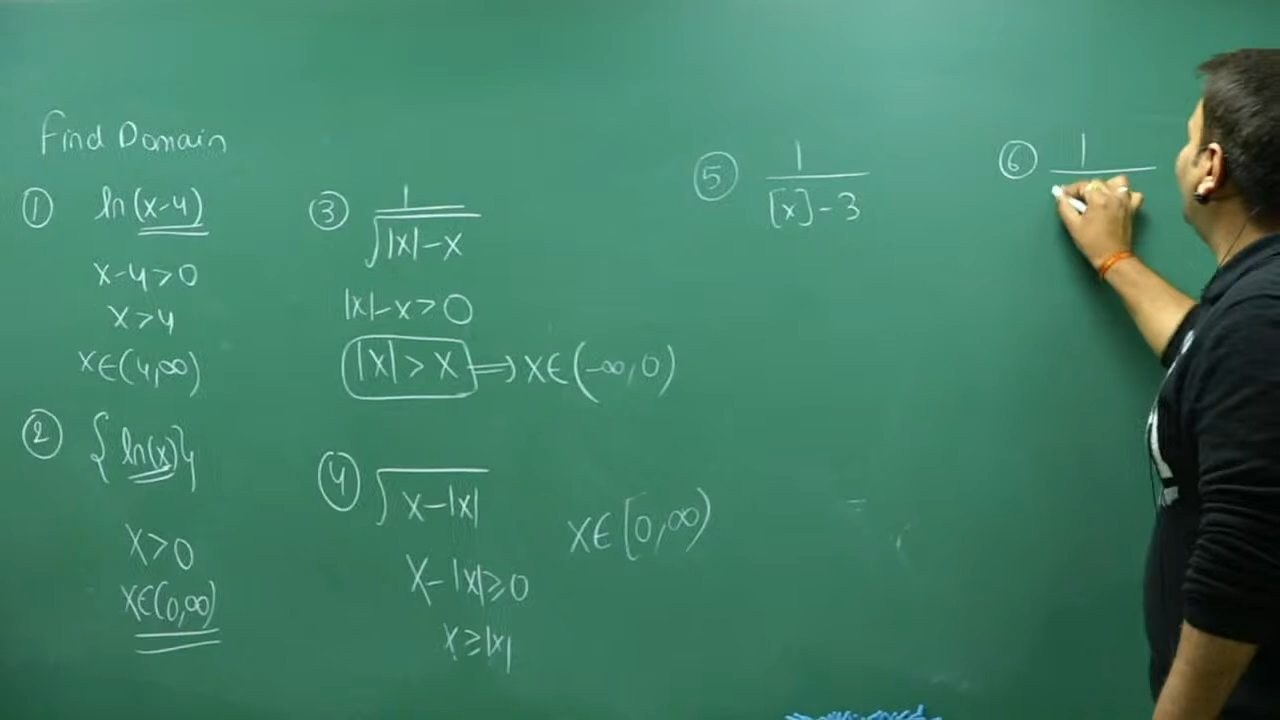 Find Domain
① ln(x-4)
x-4>0
x>4
x∈(4,∞)
② {ln(x)}
x>0
x∈(0,∞)
③ 1/√(|x|-x)
|x|-x>0
|x|>x ⟹ x∈(-∞,0)
④ √(x-|x|)
x-|x|≥0
x≥|x|
x∈[0,∞)
⑤ 1/([x]-3)
⑥ 1